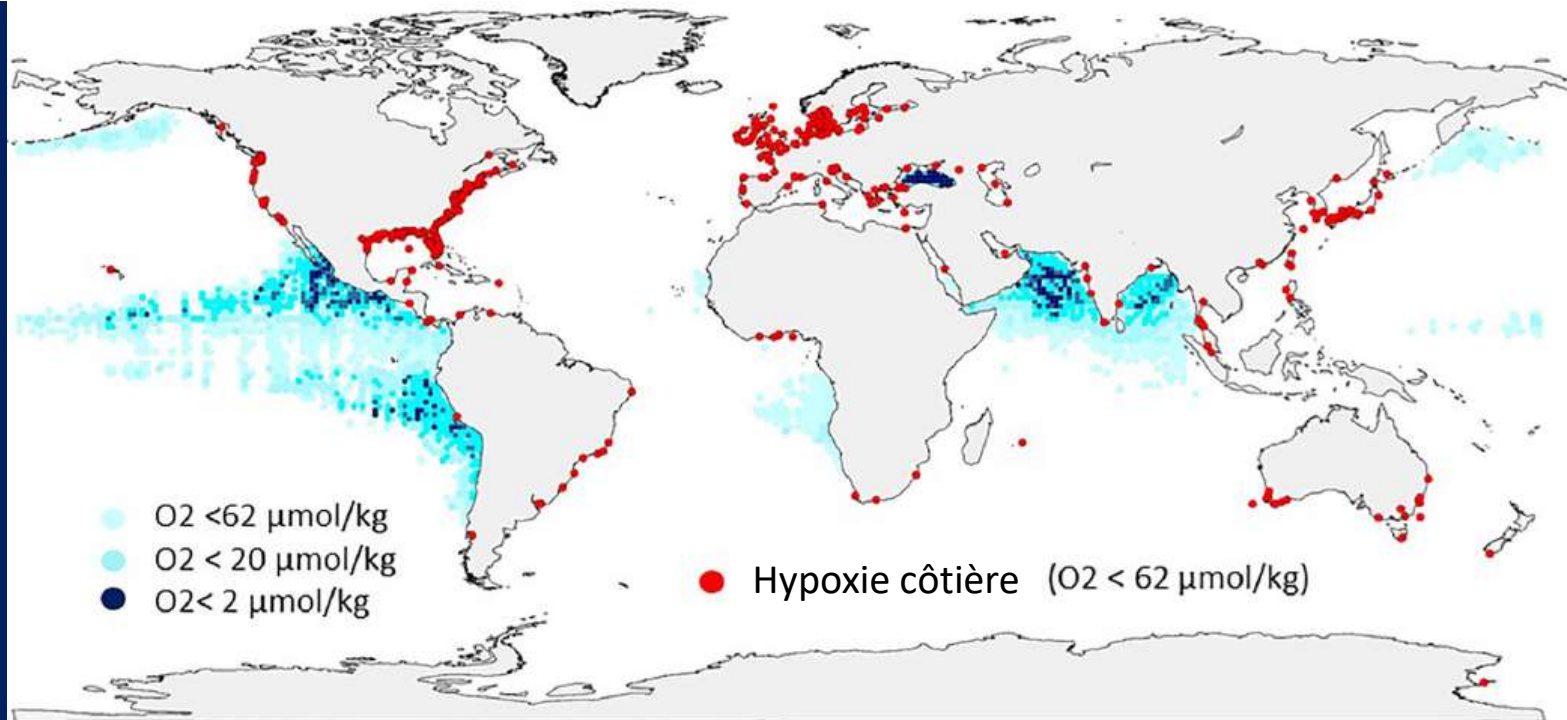 O2 <62 µmol/kg
O2 < 20 µmol/kg
O2< 2 µmol/kg
Hypoxie côtière (O2 < 62 µmol/kg)